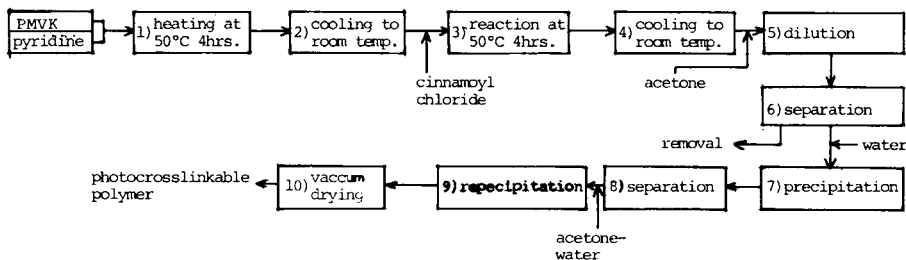 PMVK
pyridine
1) heating at
50°C 4hrs.
2) cooling to
room temp.
cinnamoyl
chloride
3) reaction at
50°C 4hrs.
4) cooling to
room temp.
acetone
5) dilution
6) separation
removal
water
7) precipitation
8) separation
acetone-
water
9) repecipitation
10) vaccum
drying
photocrosslinkable
polymer